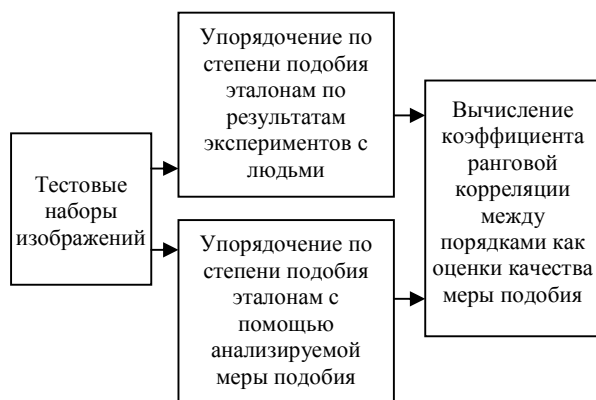 Тестовые
наборы
изображений
Упорядочение по
степени подобия
эталонам по
результатам
экспериментов с
людьми
Упорядочение по
степени подобия
эталонам с
помощью
анализируемой
меры подобия
Вычисление
коэффициента
ранговой
корреляции
между
порядками как
оценки качества
меры подобия